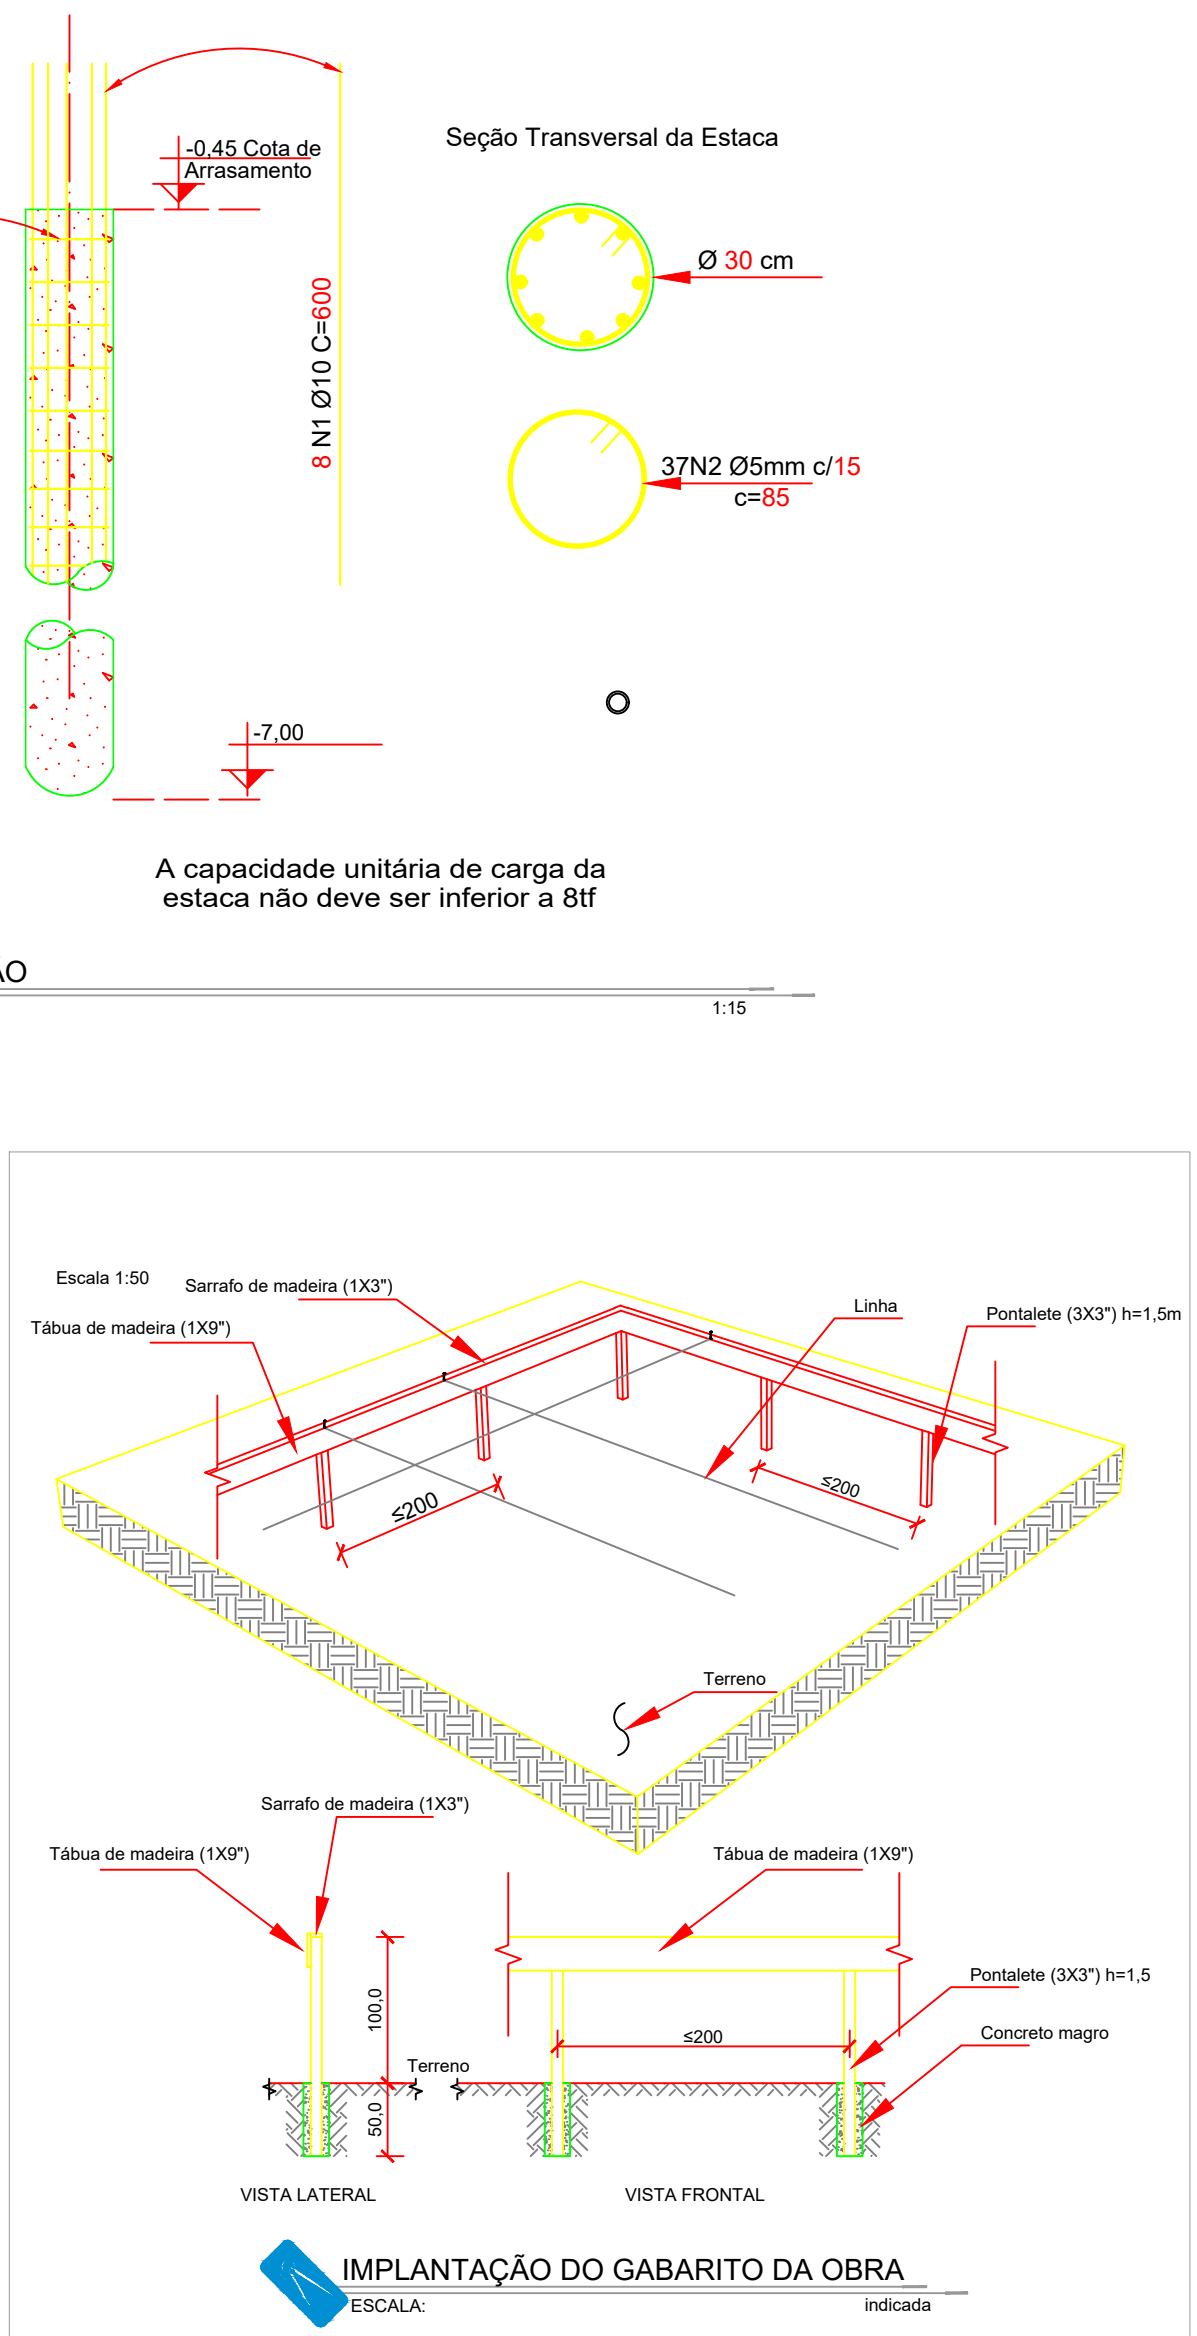 -0,45 Cota de
Arrasamento
Seção Transversal da Estaca
Ø 30 cm
8 N1 Ø10 C=600
37N2 Ø5mm c/15
c=85
-7,00
A capacidade unitária de carga da
estaca não deve ser inferior a 8tf
ÃO
1:15
Escala 1:50
Sarrafo de madeira (1X3")
Tábua de madeira (1X9")
Linha
Pontalete (3X3") h=1,5m
≤200
≤200
Terreno
Sarrafo de madeira (1X3")
Tábua de madeira (1X9")
Tábua de madeira (1X9")
Pontalete (3X3") h=1,5
100,0
≤200
Concreto magro
Terreno
50,0
VISTA LATERAL
VISTA FRONTAL
IMPLANTAÇÃO DO GABARITO DA OBRA
ESCALA:
indicada